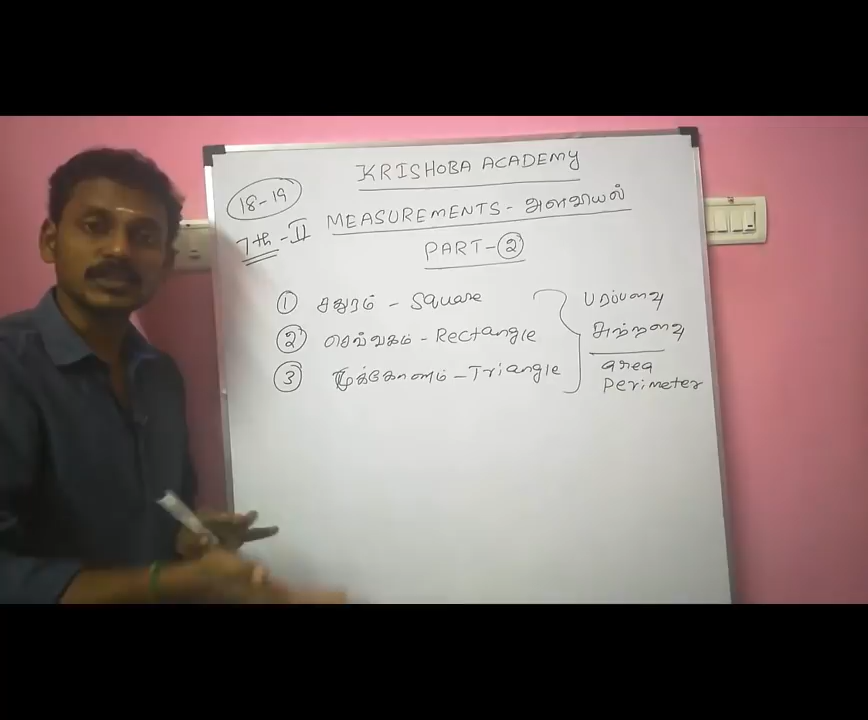 KRISHOBA ACADEMY
18-19
7th - II MEASUREMENTS - அளவியல்
PART - ②
① சதுரம் - Square
② செவ்வகம் - Rectangle
③ முக்கோணம் - Triangle
பரப்பளவு
சுற்றளவு
area
Perimeter